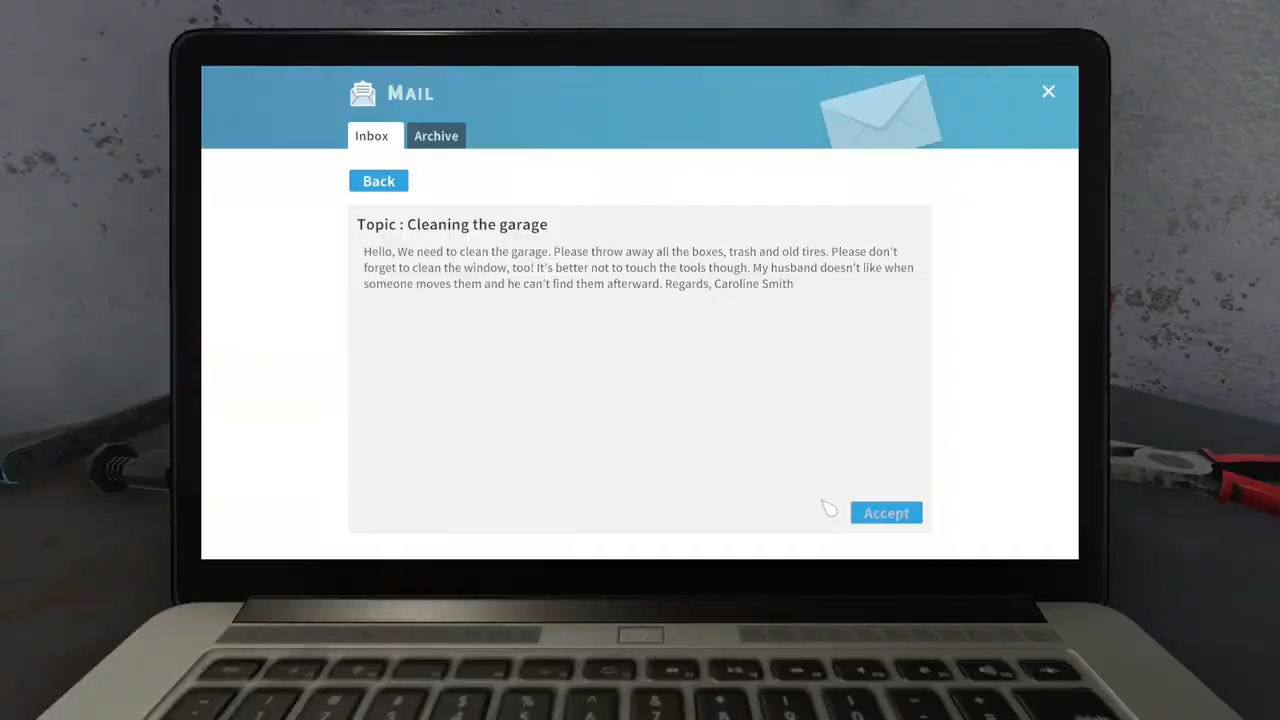 MAIL
Inbox
Archive
Back
Topic : Cleaning the garage
Hello, We need to clean the garage. Please throw away all the boxes, trash and old tires. Please don't
forget to clean the window, too! It's better not to touch the tools though. My husband doesn't like when
someone moves them and he can't find them afterward. Regards, Caroline Smith
Accept